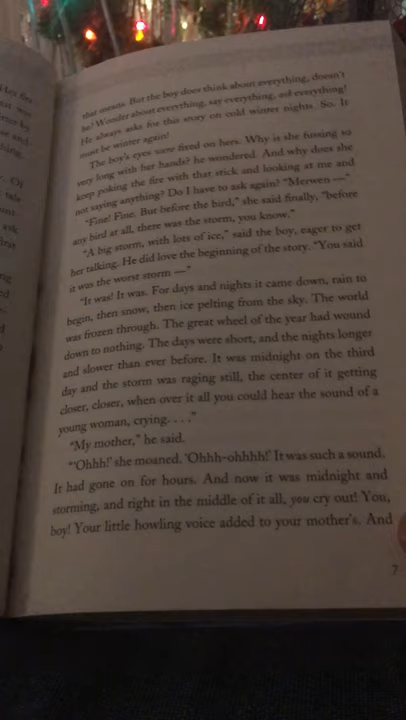 that means. But the boy does think about everything, doesn't
he? Wonder about everything, say everything, ask everything!
He always asks for this story on cold winter nights. So. It
must be winter again!
The boy's eyes were fixed on hers. Why is she fussing so
very long with her hands? he wondered. And why does she
keep poking the fire with that stick and looking at me and
not saying anything? Do I have to ask again? "Merwen —"
"Fine! Fine. But before the bird," she said finally, "before
any bird at all, there was the storm, you know."
"A big storm, with lots of ice," said the boy, eager to get
her talking. He did love the beginning of the story. "You said
it was the worst storm —"
"It was! It was. For days and nights it came down, rain to
begin, then snow, then ice pelting from the sky. The world
was frozen through. The great wheel of the year had wound
down to nothing. The days were short, and the nights longer
and slower than ever before. It was midnight on the third
day and the storm was raging still, the center of it getting
closer, closer, when over it all you could hear the sound of a
young woman, crying. . . ."
"My mother," he said.
"'Ohhh!' she moaned. 'Ohhh-ohhhh!' It was such a sound.
It had gone on for hours. And now it was midnight and
storming, and right in the middle of it all, you cry out! You,
boy! Your little howling voice added to your mother's. And
7